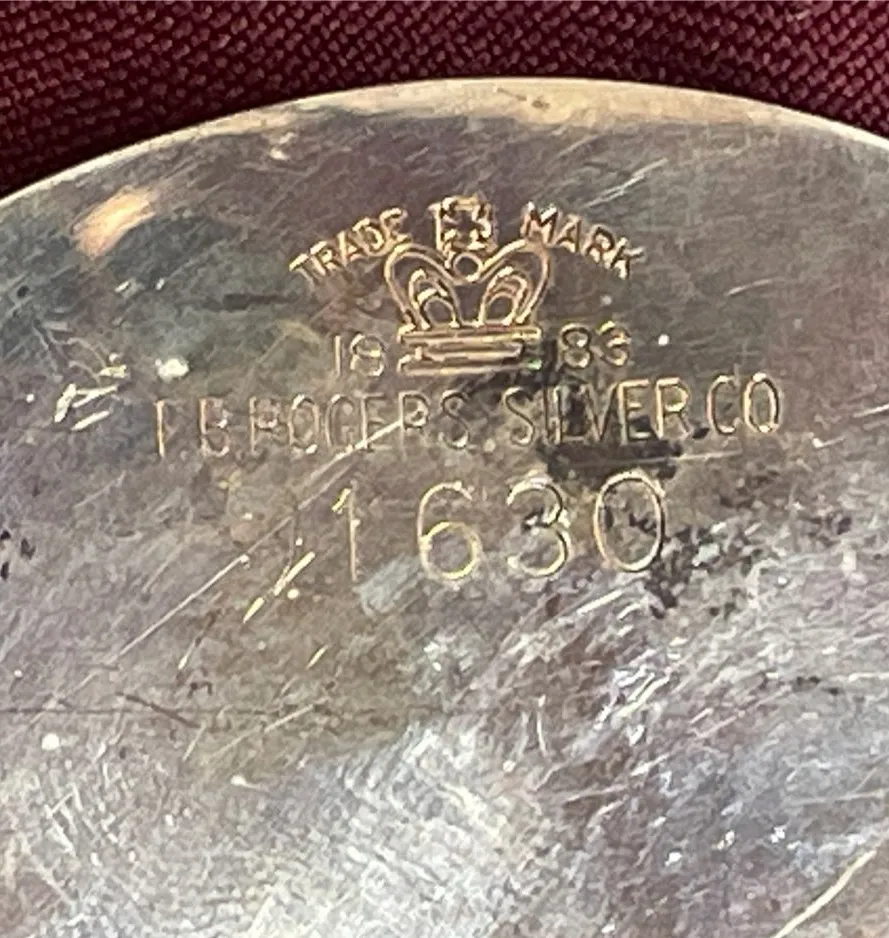 TRADE MARK
18 83
F.B. ROGERS SILVER CO
1630